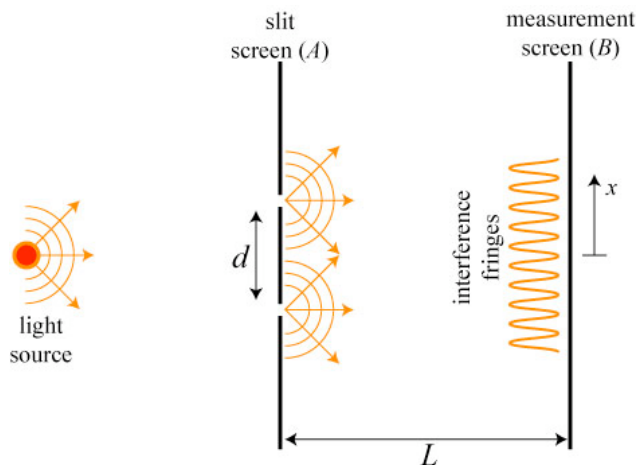 slit
screen (A)
measurement
screen (B)
light
source
d
interference
fringes
x
L